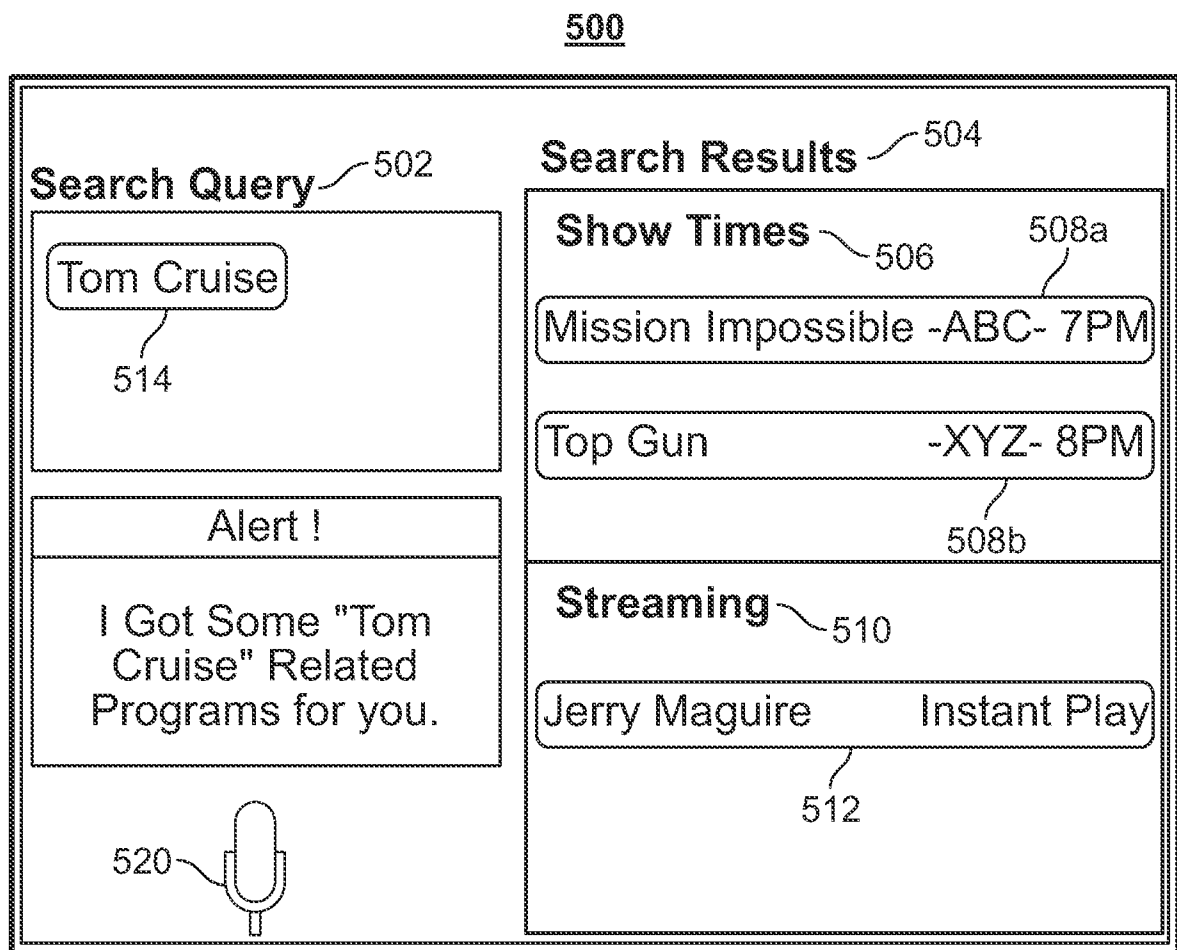 500
Search Query 502
Tom Cruise
514
Alert !
I Got Some "Tom
Cruise" Related
Programs for you.
520
Search Results 504
Show Times 506
508a
Mission Impossible -ABC- 7PM
Top Gun -XYZ- 8PM
508b
Streaming 510
Jerry Maguire Instant Play
512